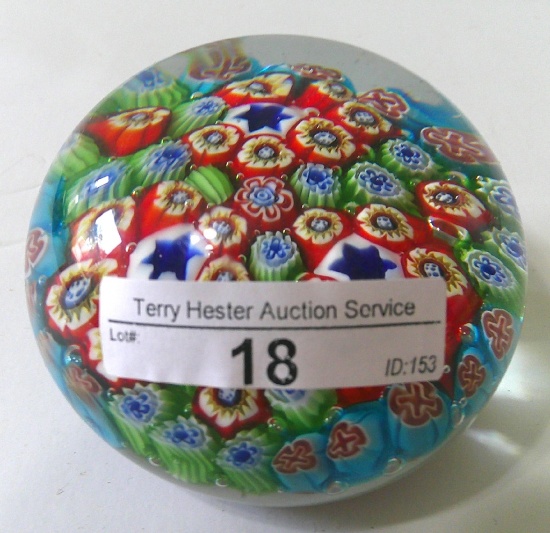 Terry Hester Auction Service
Lot#:
18
ID:153